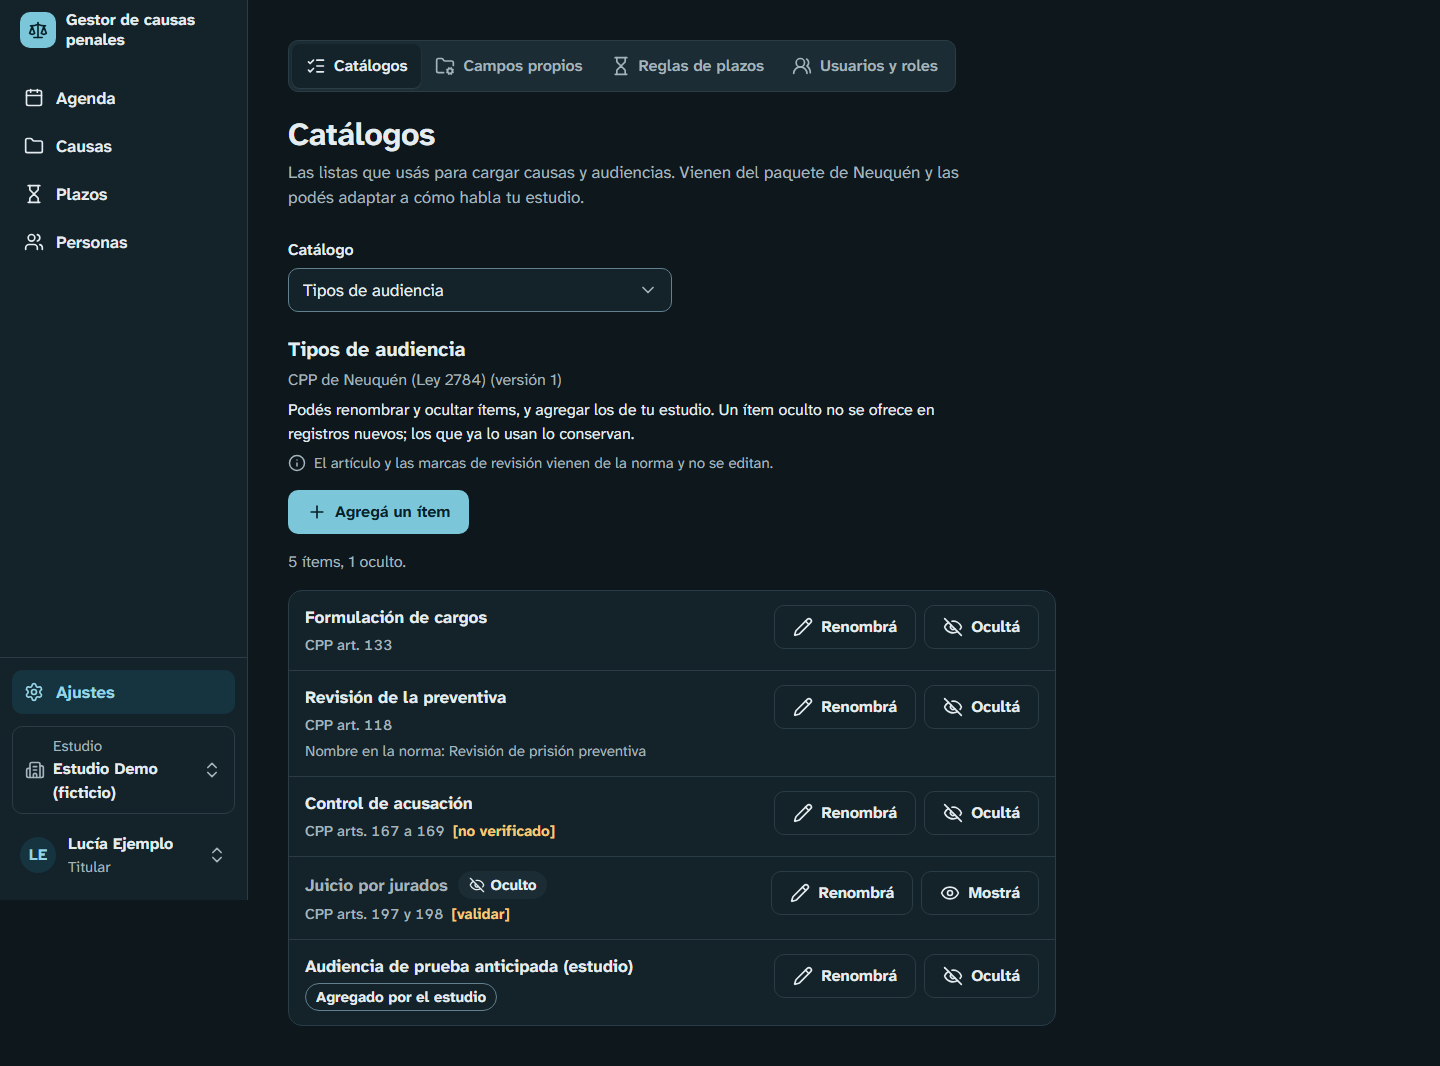 Gestor de causas
penales
Agenda
Causas
Plazos
Personas
Ajustes
Estudio
Estudio Demo
(ficticio)
LE
Lucía Ejemplo
Titular
Catálogos
Campos propios
Reglas de plazos
Usuarios y roles
Catálogos
Las listas que usás para cargar causas y audiencias. Vienen del paquete de Neuquén y las
podés adaptar a cómo habla tu estudio.
Catálogo
Tipos de audiencia
Tipos de audiencia
CPP de Neuquén (Ley 2784) (versión 1)
Podés renombrar y ocultar ítems, y agregar los de tu estudio. Un ítem oculto no se ofrece en
registros nuevos; los que ya lo usan lo conservan.
El artículo y las marcas de revisión vienen de la norma y no se editan.
Agregá un ítem
5 ítems, 1 oculto.
Formulación de cargos
CPP art. 133
Renombrá
Ocultá
Revisión de la preventiva
CPP art. 118
Nombre en la norma: Revisión de prisión preventiva
Renombrá
Ocultá
Control de acusación
CPP arts. 167 a 169 [no verificado]
Renombrá
Ocultá
Juicio por jurados
Oculto
CPP arts. 197 y 198 [validar]
Renombrá
Mostrá
Audiencia de prueba anticipada (estudio)
Agregado por el estudio
Renombrá
Ocultá